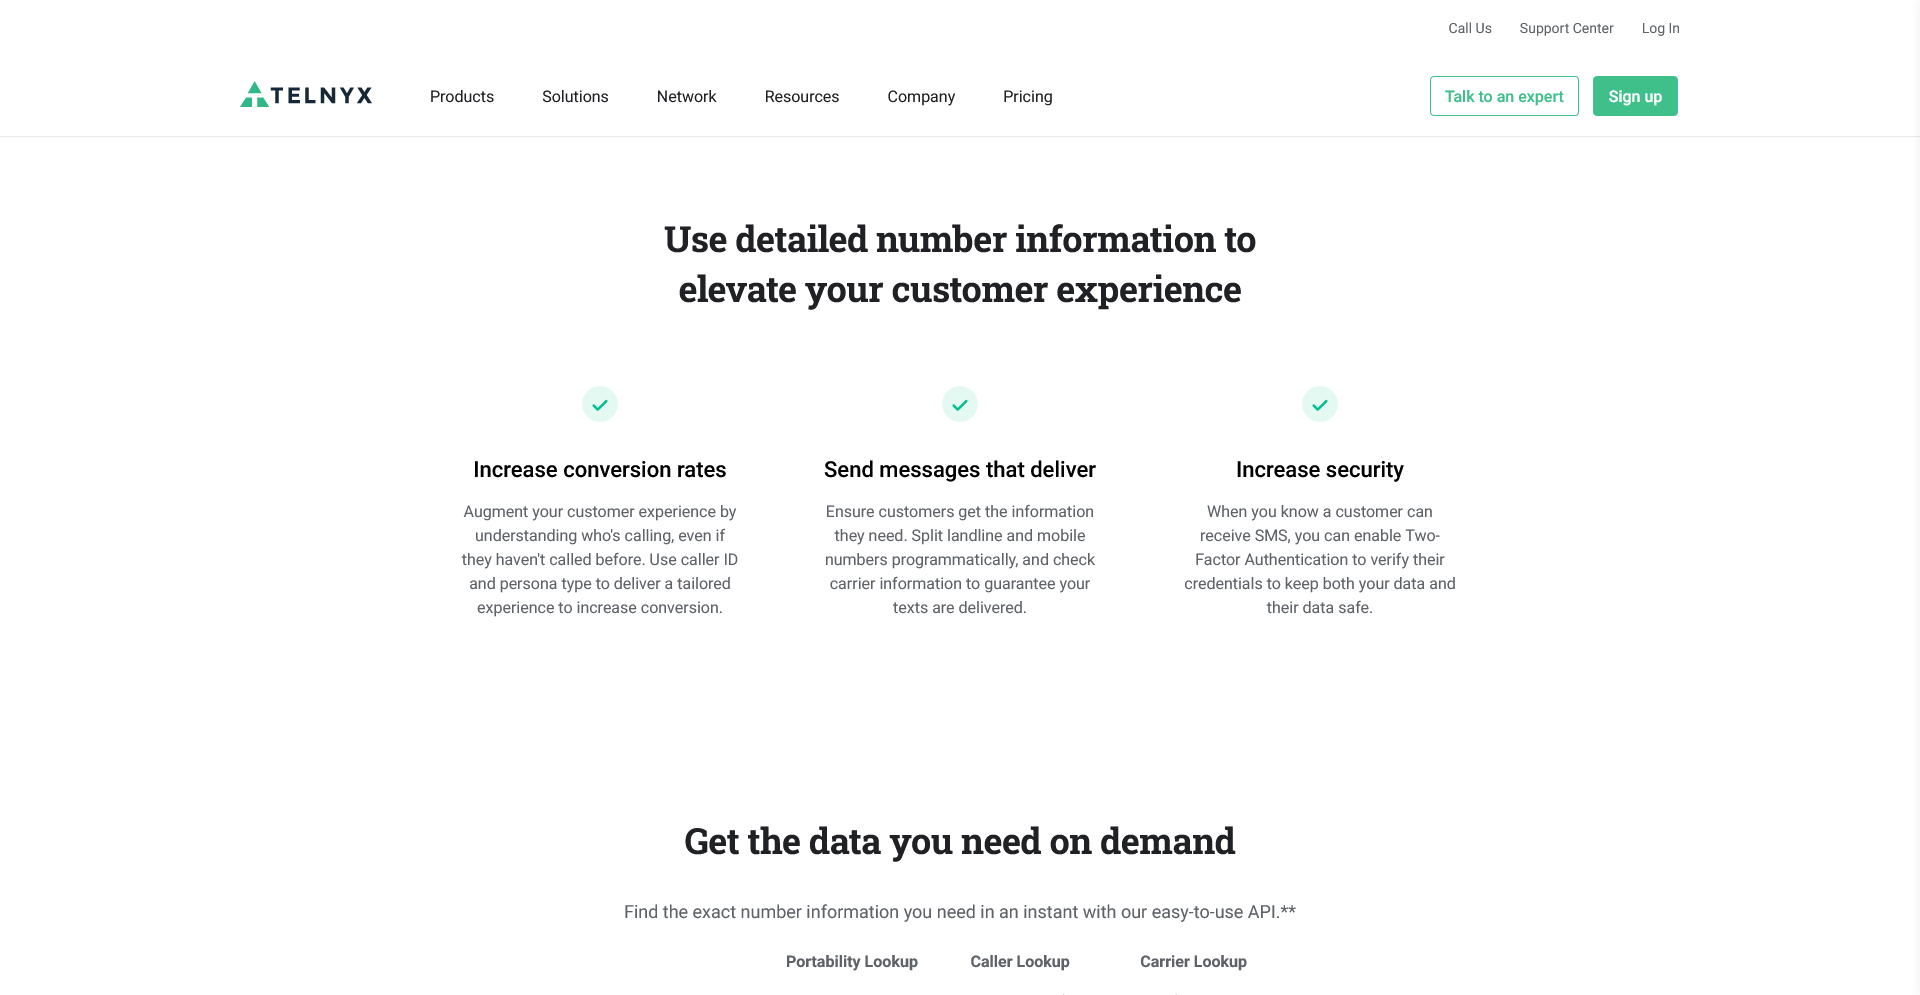 Call Us Support Center Log In
TELNYX Products Solutions Network Resources Company Pricing Talk to an expert Sign up
Use detailed number information to
elevate your customer experience
Increase conversion rates
Augment your customer experience by
understanding who's calling, even if
they haven't called before. Use caller ID
and persona type to deliver a tailored
experience to increase conversion.
Send messages that deliver
Ensure customers get the information
they need. Split landline and mobile
numbers programmatically, and check
carrier information to guarantee your
texts are delivered.
Increase security
When you know a customer can
receive SMS, you can enable Two-
Factor Authentication to verify their
credentials to keep both your data and
their data safe.
Get the data you need on demand
Find the exact number information you need in an instant with our easy-to-use API.**
Portability Lookup Caller Lookup Carrier Lookup